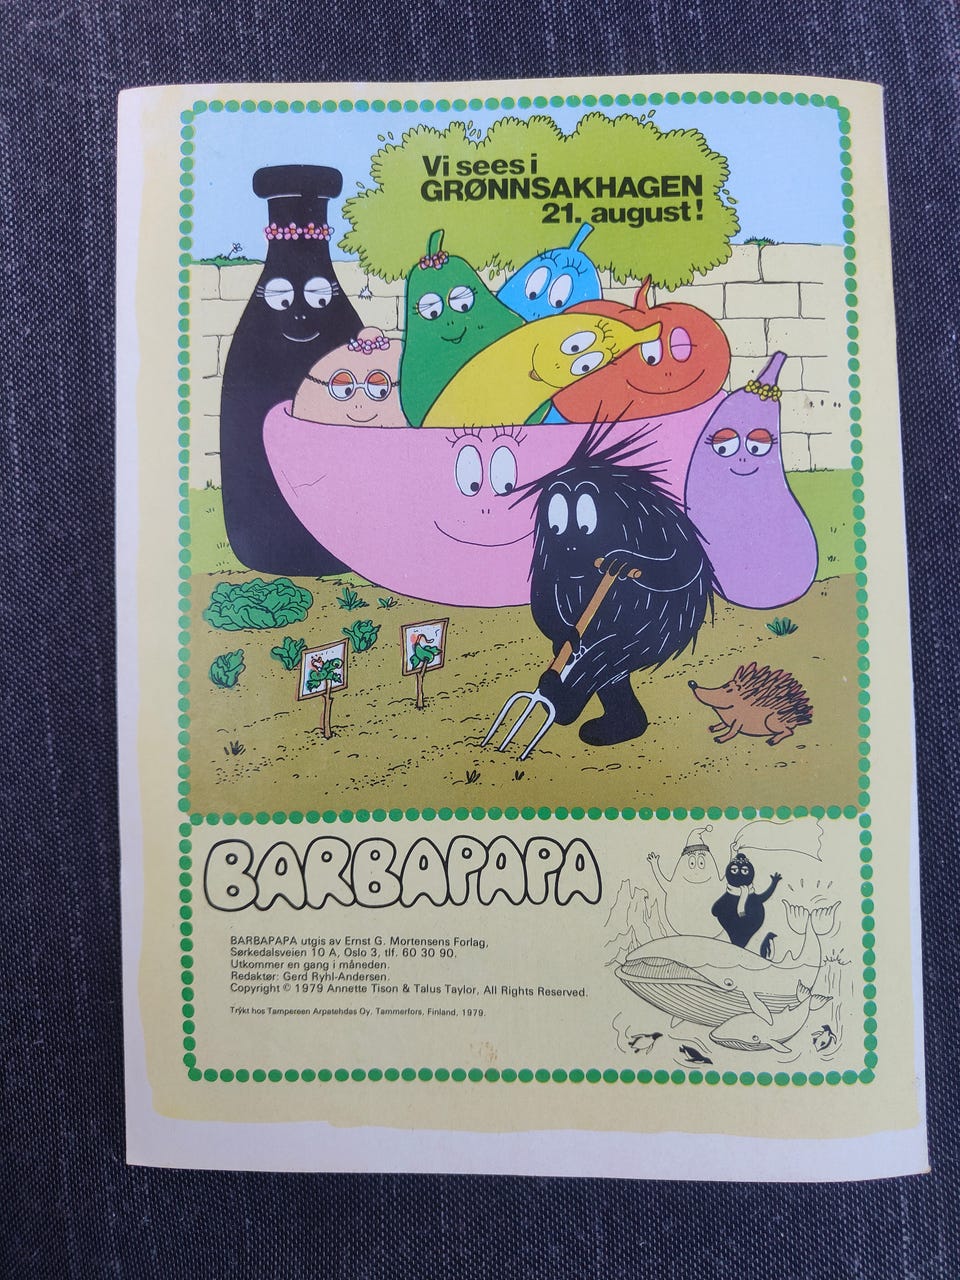 Vi sees i
GRØNNSAKHAGEN
21. august!
BARBAPAPA
BARBAPAPA utgis av Ernst G. Mortensens Forlag,
Sørkedalsveien 10 A, Oslo 3, tlf. 60 30 90.
Utkommer en gang i måneden.
Redaktør: Gerd Ryhl-Andersen.
Copyright © 1979 Annette Tison & Talus Taylor, All Rights Reserved.
Trykt hos Tampereen Arpatehdas Oy. Tammerfors, Finland, 1979.